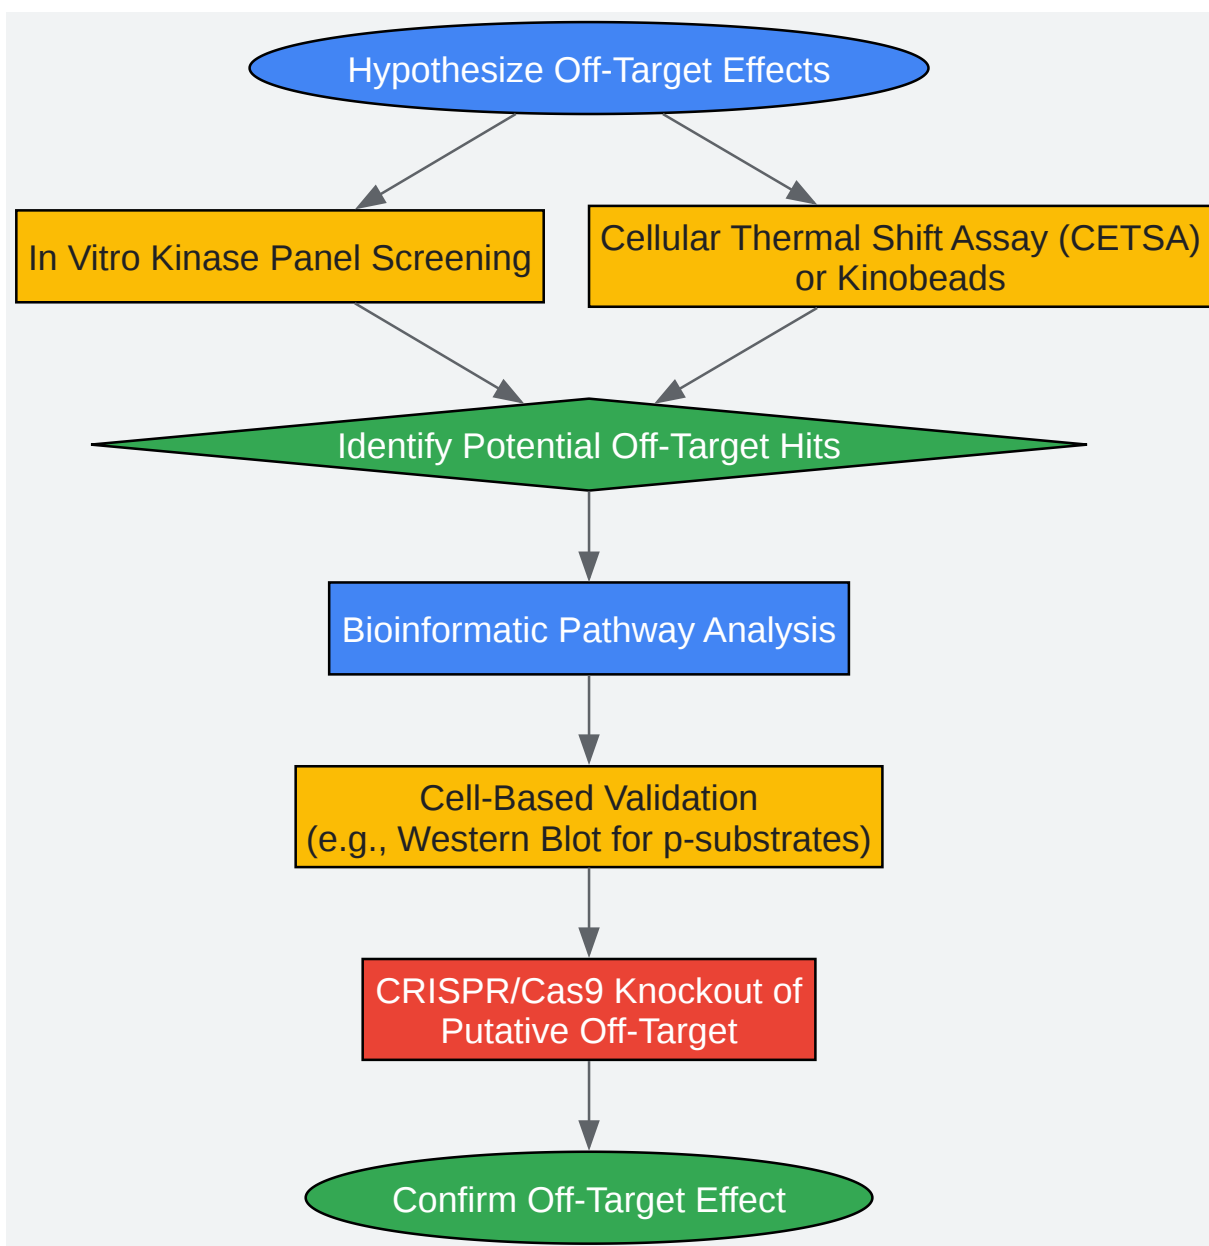 Hypothesize Off-Target Effects
In Vitro Kinase Panel Screening
Cellular Thermal Shift Assay (CETSA)
or Kinobeads
Identify Potential Off-Target Hits
Bioinformatic Pathway Analysis
Cell-Based Validation
(e.g., Western Blot for p-substrates)
CRISPR/Cas9 Knockout of
Putative Off-Target
Confirm Off-Target Effect